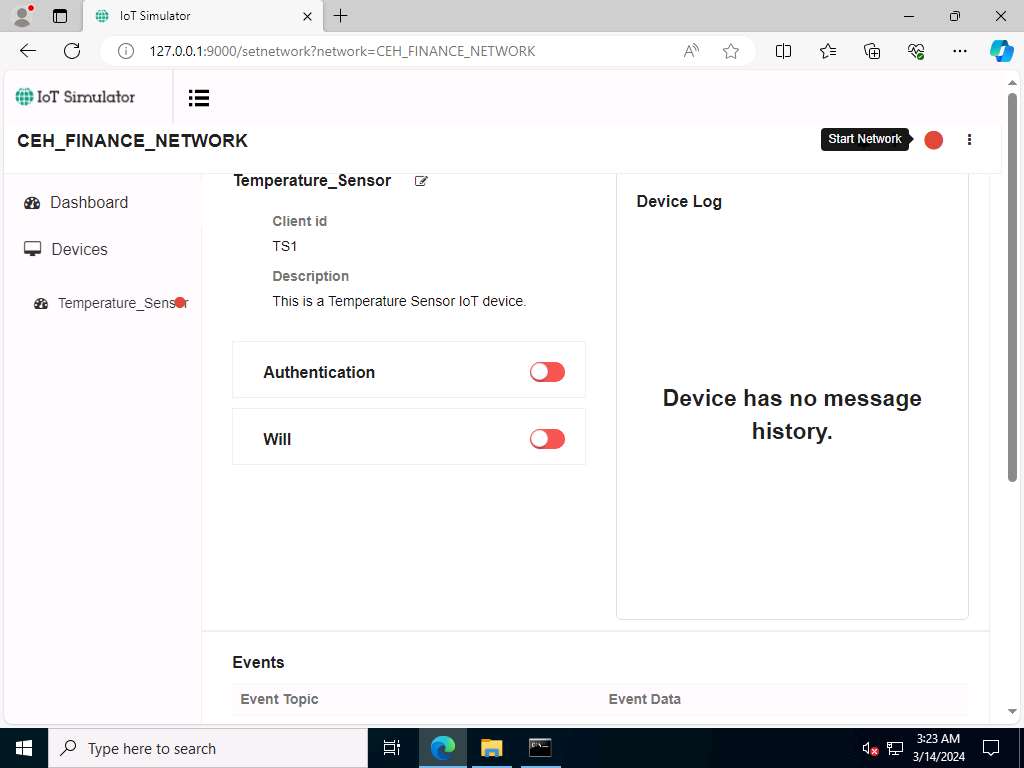 IoT Simulator
127.0.0.1:9000/setnetwork?network=CEH_FINANCE_NETWORK
IoT Simulator
CEH_FINANCE_NETWORK
Start Network
Dashboard
Devices
Temperature_Sensor
Temperature_Sensor
Client id
TS1
Description
This is a Temperature Sensor IoT device.
Authentication
Will
Device Log
Device has no message
history.
Events
Event Topic Event Data
Type here to search
3:23 AM
3/14/2024